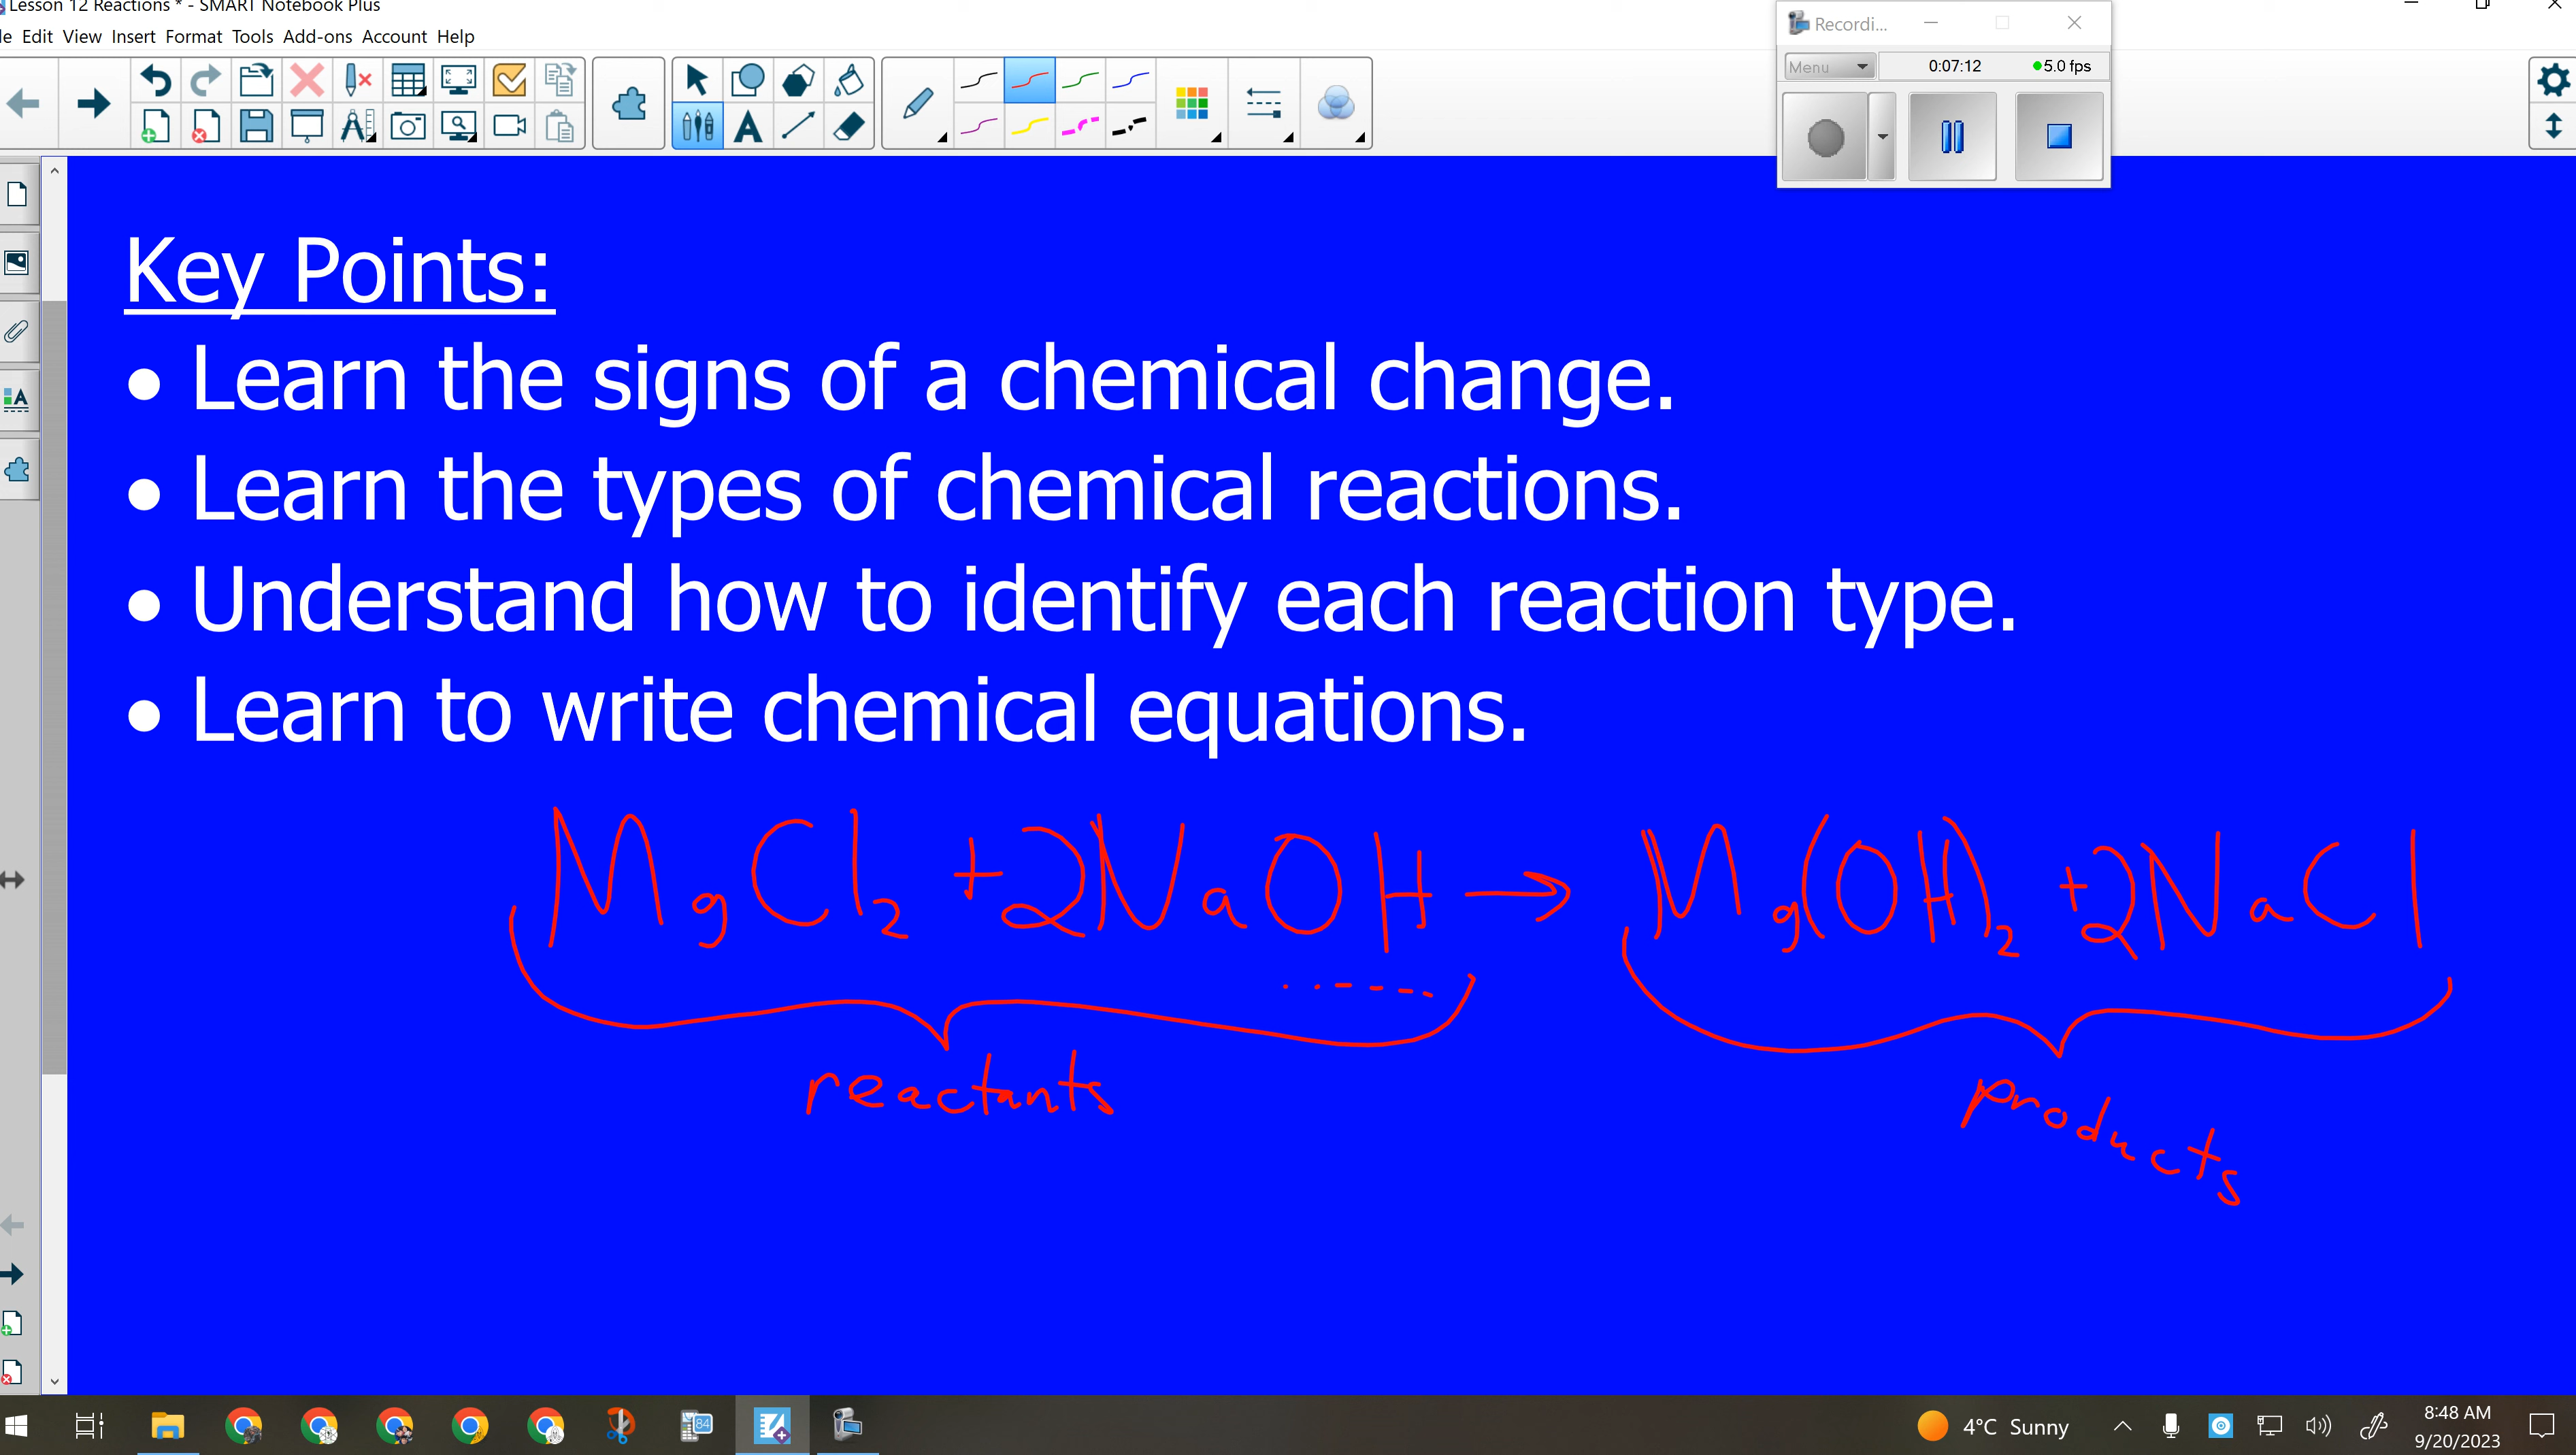 Lesson 12 Reactions * - SMART Notebook Plus
le Edit View Insert Format Tools Add-ons Account Help
Recordi...
Menu 0:07:12 5.0 fps
Key Points:
• Learn the signs of a chemical change.
• Learn the types of chemical reactions.
• Understand how to identify each reaction type.
• Learn to write chemical equations.
MgCl₂ + 2NaOH → Mg(OH)₂ + 2NaCl
reactants
products
84
4°C Sunny
8:48 AM
9/20/2023